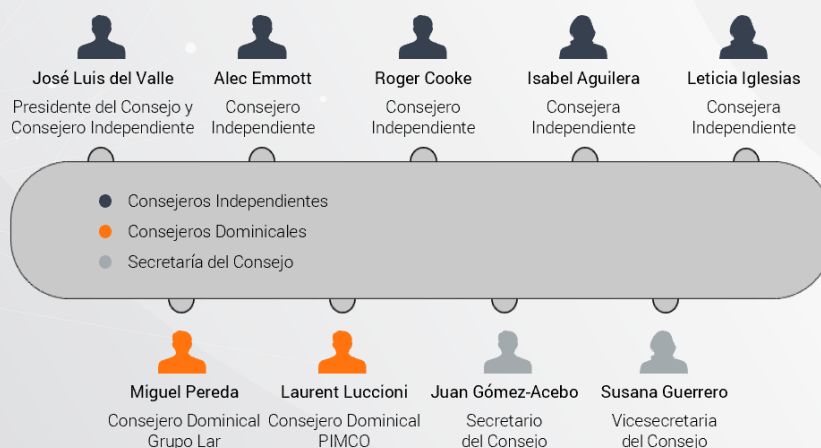 José Luis del Valle
Presidente del Consejo y
Consejero Independiente
Alec Emmott
Consejero
Independiente
Roger Cooke
Consejero
Independiente
Isabel Aguilera
Consejera
Independiente
Leticia Iglesias
Consejera
Independiente
Consejeros Independientes
Consejeros Dominicales
Secretaría del Consejo
Miguel Pereda
Consejero Dominical
Grupo Lar
Laurent Luccioni
Consejero Dominical
PIMCO
Juan Gómez-Acebo
Secretario
del Consejo
Susana Guerrero
Vicesecretaria
del Consejo